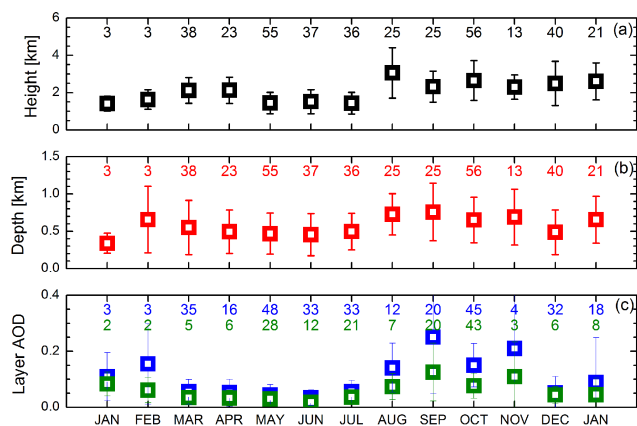 6 3 3 38 23 55 37 36 25 25 56 13 40 21 (a)
4
2
0
Height [km]
1.5 3 3 38 23 55 37 36 25 25 56 13 40 21 (b)
1.0
0.5
0.0
Depth [km]
0.4 3 3 35 16 48 33 33 12 20 45 4 32 18 (c)
2 2 5 6 28 12 21 7 20 43 3 6 8
0.2
0.0
Layer AOD
JAN FEB MAR APR MAY JUN JUL AUG SEP OCT NOV DEC JAN